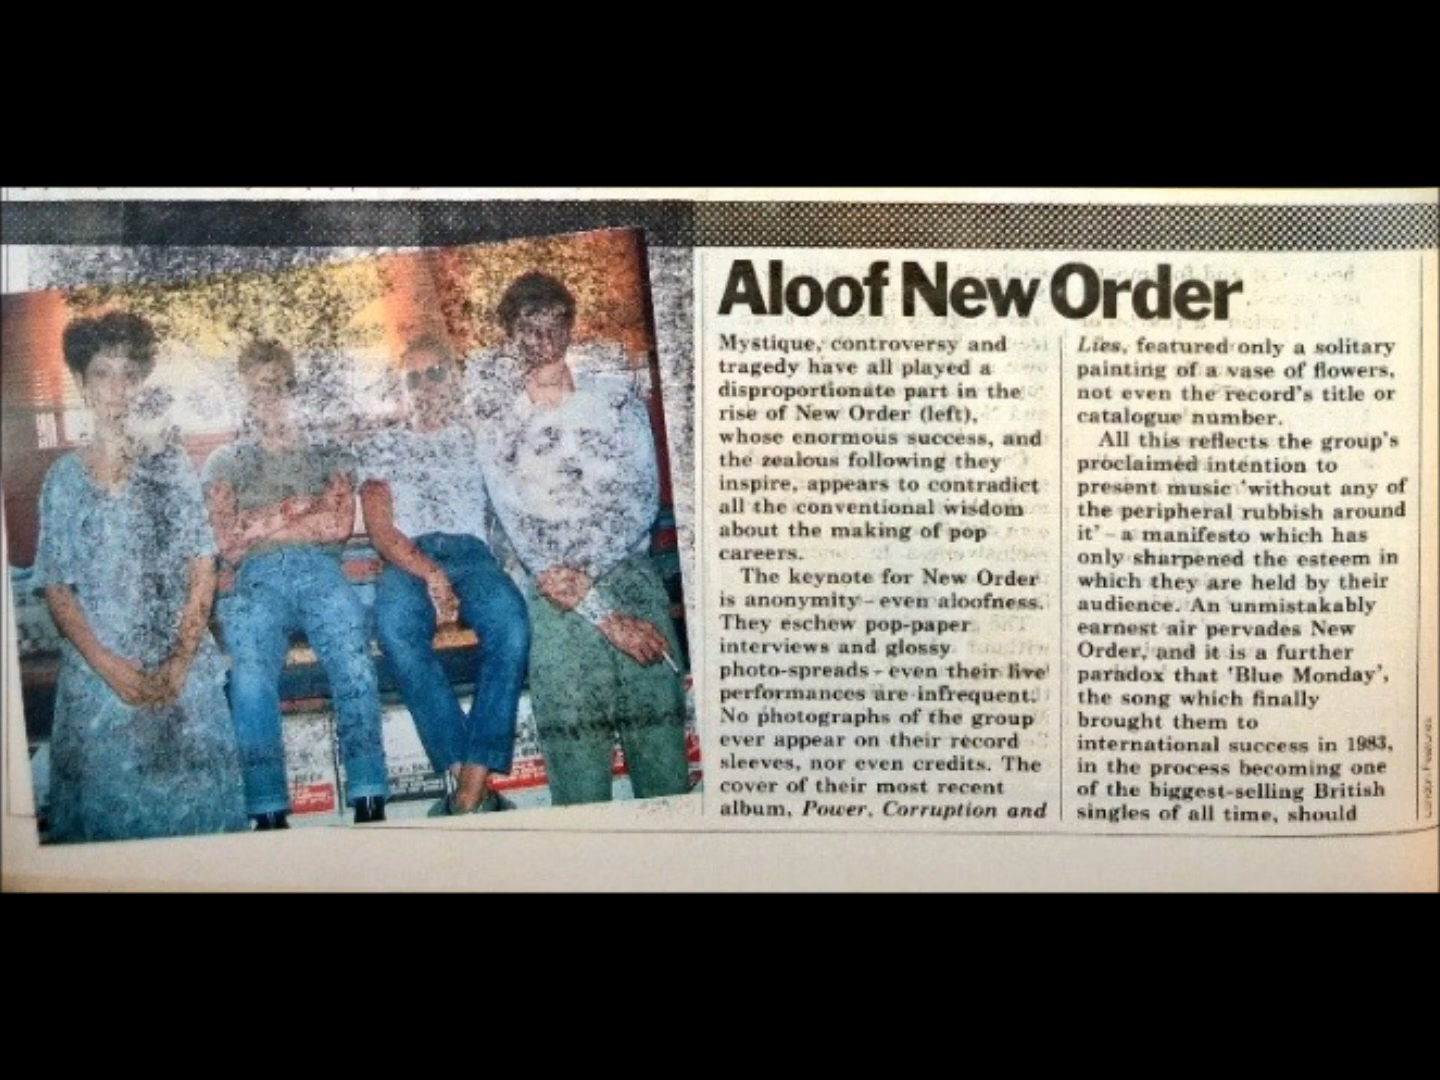 Aloof New Order
Mystique, controversy and
tragedy have all played a
disproportionate part in the
rise of New Order (left),
whose enormous success, and
the zealous following they
inspire, appears to contradict
all the conventional wisdom
about the making of pop
careers.
The keynote for New Order
is anonymity – even aloofness.
They eschew pop-paper
interviews and glossy
photo-spreads – even their live
performances are infrequent.
No photographs of the group
ever appear on their record
sleeves, nor even credits. The
cover of their most recent
album, Power, Corruption and
Lies, featured only a solitary
painting of a vase of flowers,
not even the record's title or
catalogue number.
All this reflects the group's
proclaimed intention to
present music 'without any of
the peripheral rubbish around
it' – a manifesto which has
only sharpened the esteem in
which they are held by their
audience. An unmistakably
earnest air pervades New
Order, and it is a further
paradox that 'Blue Monday',
the song which finally
brought them to
international success in 1983,
in the process becoming one
of the biggest-selling British
singles of all time, should
London Features